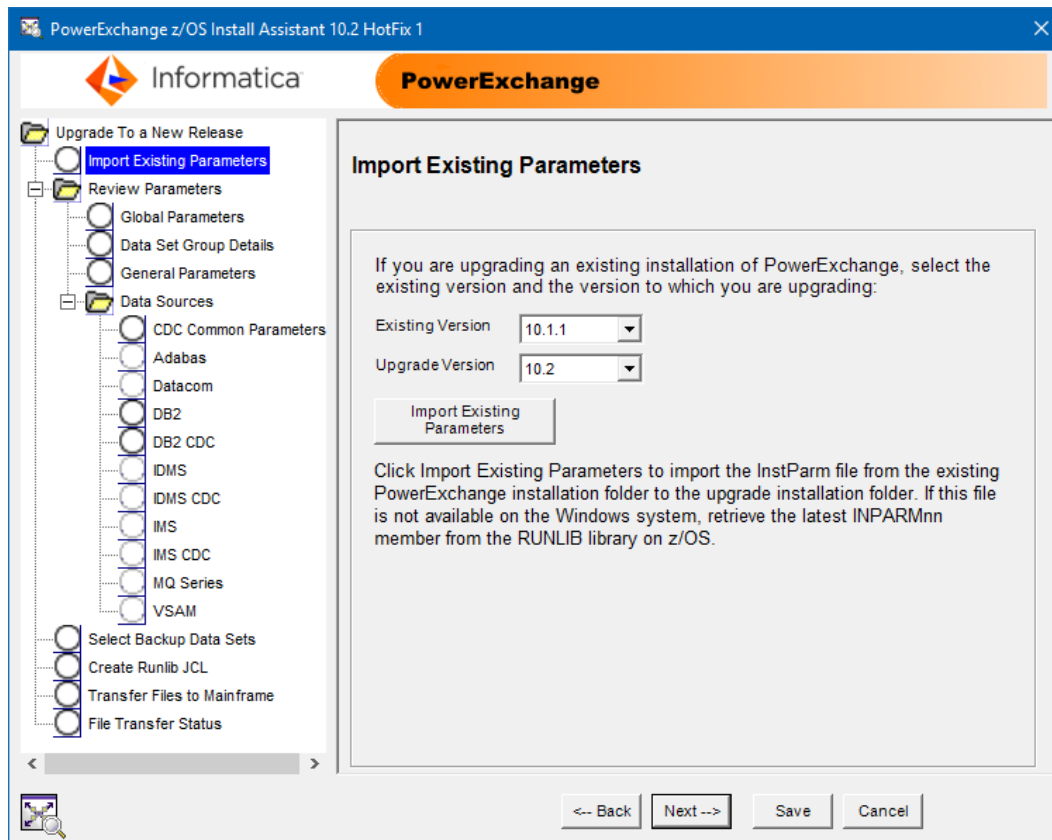 PowerExchange z/OS Install Assistant 10.2 HotFix 1
Informatica
PowerExchange
Upgrade To a New Release
Import Existing Parameters
Review Parameters
Global Parameters
Data Set Group Details
General Parameters
Data Sources
CDC Common Parameters
Adabas
Datacom
DB2
DB2 CDC
IDMS
IDMS CDC
IMS
IMS CDC
MQ Series
VSAM
Select Backup Data Sets
Create Runlib JCL
Transfer Files to Mainframe
File Transfer Status
Import Existing Parameters
If you are upgrading an existing installation of PowerExchange, select the
existing version and the version to which you are upgrading:
Existing Version 10.1.1
Upgrade Version 10.2
Import Existing
Parameters
Click Import Existing Parameters to import the InstParm file from the existing
PowerExchange installation folder to the upgrade installation folder. If this file
is not available on the Windows system, retrieve the latest INPARMnn
member from the RUNLIB library on z/OS.
<-- Back Next --> Save Cancel